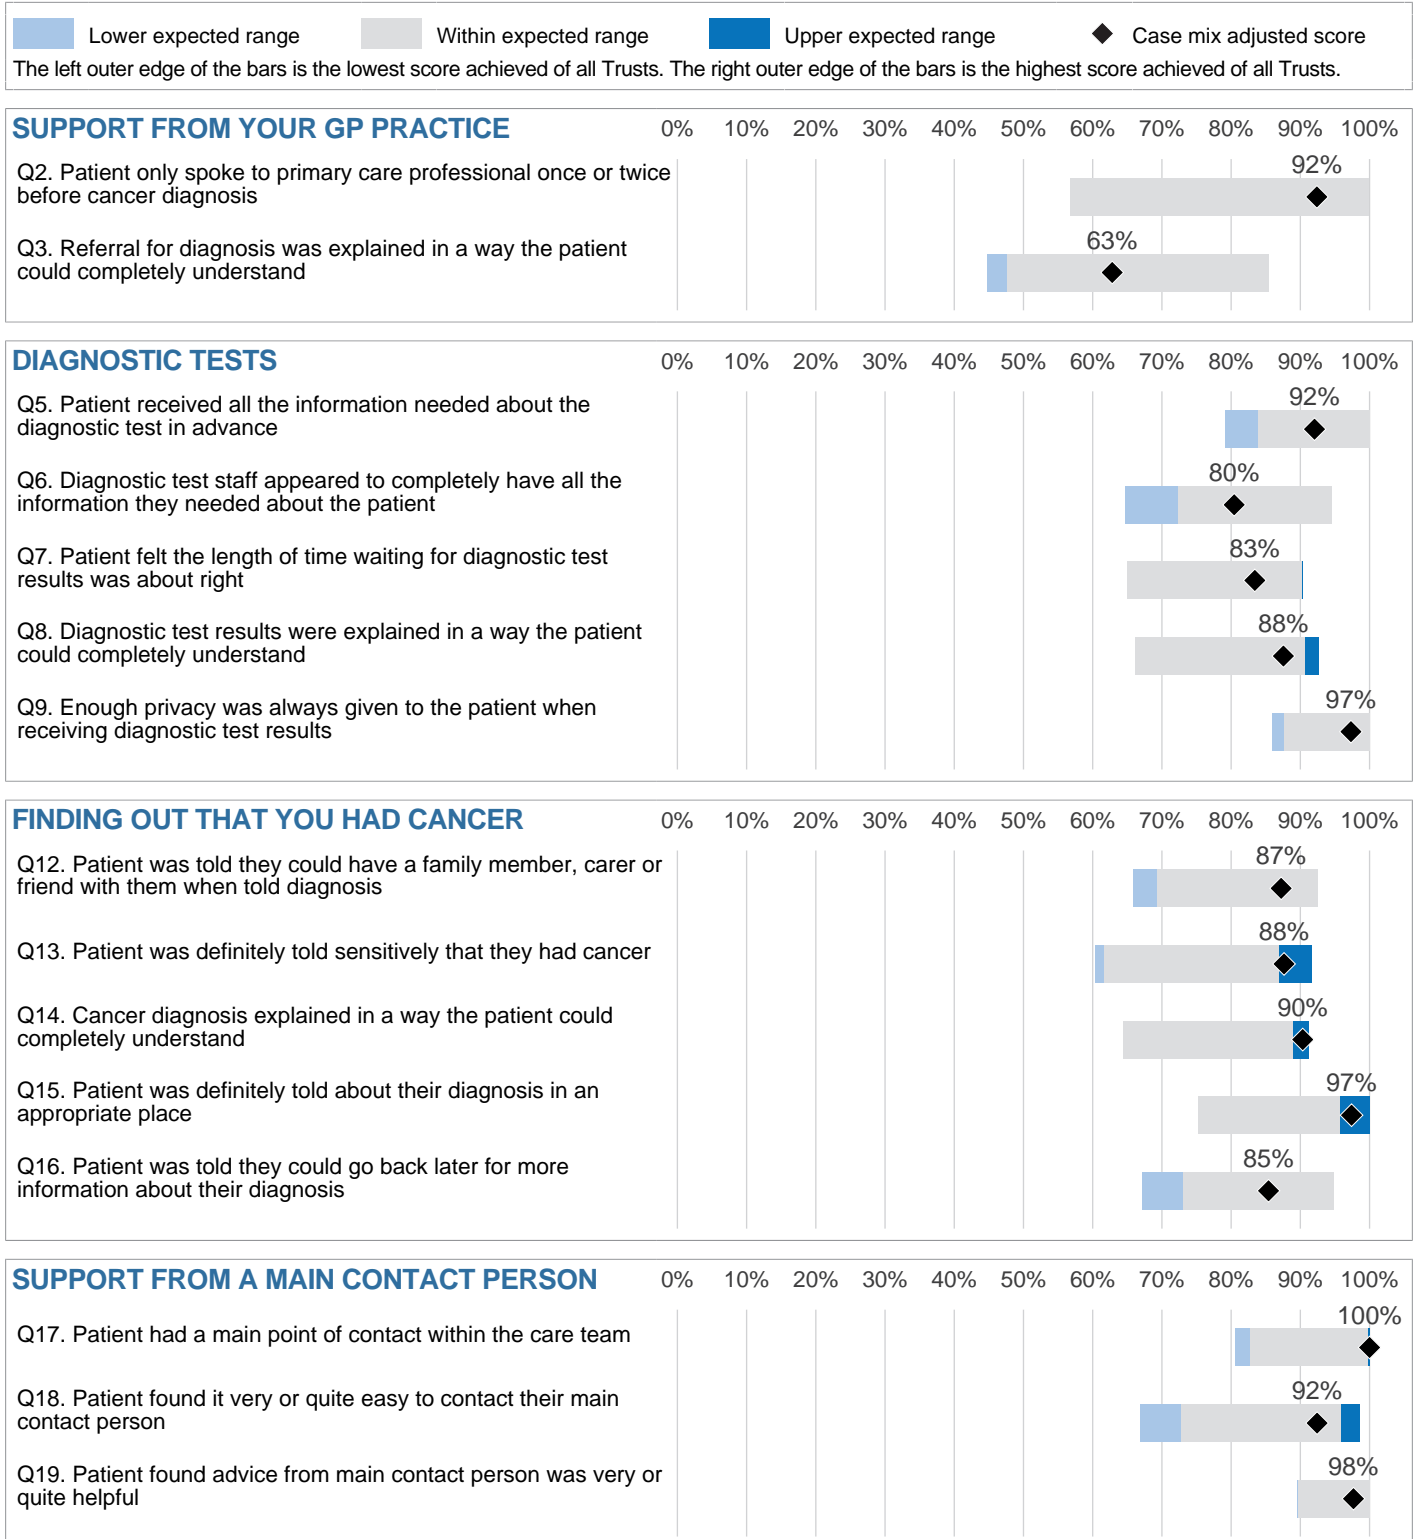 Lower expected range Within expected range Upper expected range Case mix adjusted score
The left outer edge of the bars is the lowest score achieved of all Trusts. The right outer edge of the bars is the highest score achieved of all Trusts.
SUPPORT FROM YOUR GP PRACTICE 0% 10% 20% 30% 40% 50% 60% 70% 80% 90% 100%
Q2. Patient only spoke to primary care professional once or twice
before cancer diagnosis
92%
Q3. Referral for diagnosis was explained in a way the patient
could completely understand
63%
DIAGNOSTIC TESTS 0% 10% 20% 30% 40% 50% 60% 70% 80% 90% 100%
Q5. Patient received all the information needed about the
diagnostic test in advance
92%
Q6. Diagnostic test staff appeared to completely have all the
information they needed about the patient
80%
Q7. Patient felt the length of time waiting for diagnostic test
results was about right
83%
Q8. Diagnostic test results were explained in a way the patient
could completely understand
88%
Q9. Enough privacy was always given to the patient when
receiving diagnostic test results
97%
FINDING OUT THAT YOU HAD CANCER 0% 10% 20% 30% 40% 50% 60% 70% 80% 90% 100%
Q12. Patient was told they could have a family member, carer or
friend with them when told diagnosis
87%
Q13. Patient was definitely told sensitively that they had cancer
88%
Q14. Cancer diagnosis explained in a way the patient could
completely understand
90%
Q15. Patient was definitely told about their diagnosis in an
appropriate place
97%
Q16. Patient was told they could go back later for more
information about their diagnosis
85%
SUPPORT FROM A MAIN CONTACT PERSON 0% 10% 20% 30% 40% 50% 60% 70% 80% 90% 100%
Q17. Patient had a main point of contact within the care team
100%
Q18. Patient found it very or quite easy to contact their main
contact person
92%
Q19. Patient found advice from main contact person was very or
quite helpful
98%